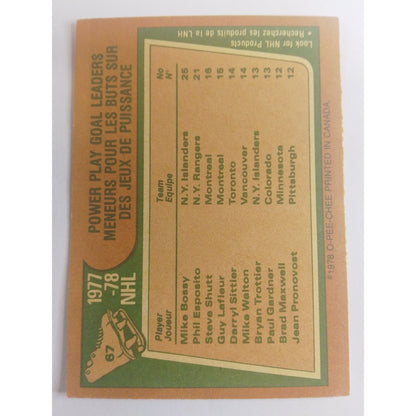 67
1977
-78
NHL
POWER PLAY GOAL LEADERS
MENEURS POUR LES BUTS SUR
DES JEUX DE PUISSANCE
Player Team No
Joueur Equipe N°
Mike Bossy N.Y. Islanders 25
Phil Esposito N.Y. Rangers 21
Steve Shutt Montreal 16
Guy Lafleur Montreal 15
Darryl Sittler Toronto 14
Mike Walton Vancouver 14
Bryan Trottier N.Y. Islanders 13
Paul Gardner Colorado 12
Brad Maxwell Minnesota 12
Jean Pronovost Pittsburgh 12
Look for NHL Products
• Recherchez les produits
de la LNH
©1978 O-PEE-CHEE PRINTED IN CANADA